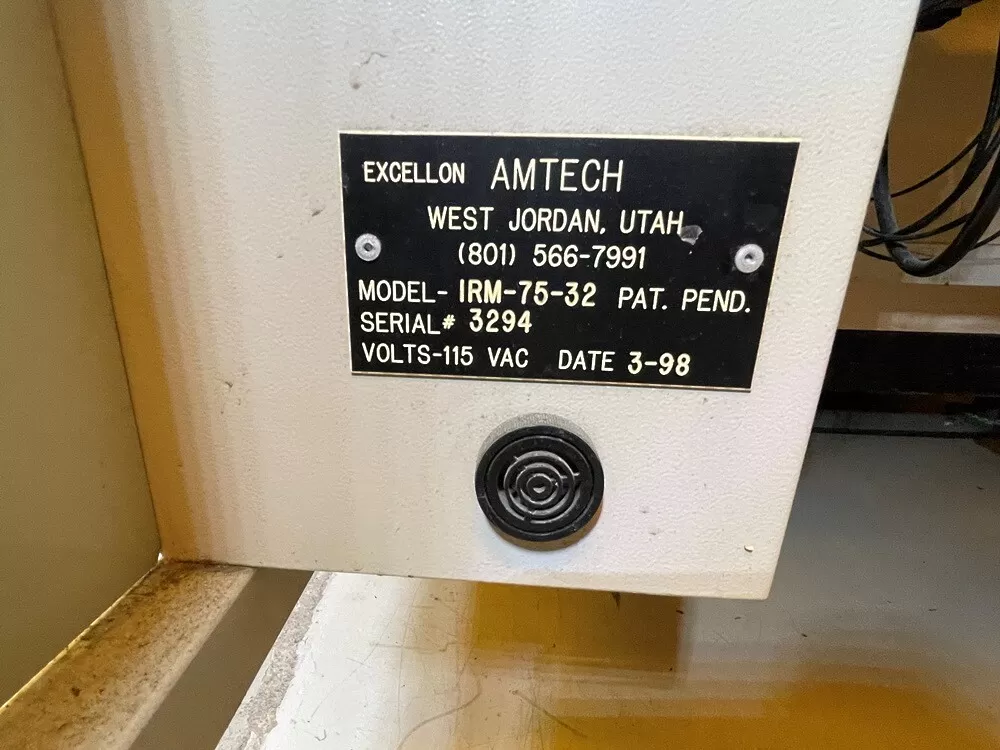 EXCELLON AMTECH
WEST JORDAN, UTAH
(801) 566-7991
MODEL- IRM-75-32 PAT. PEND.
SERIAL# 3294
VOLTS-115 VAC DATE 3-98